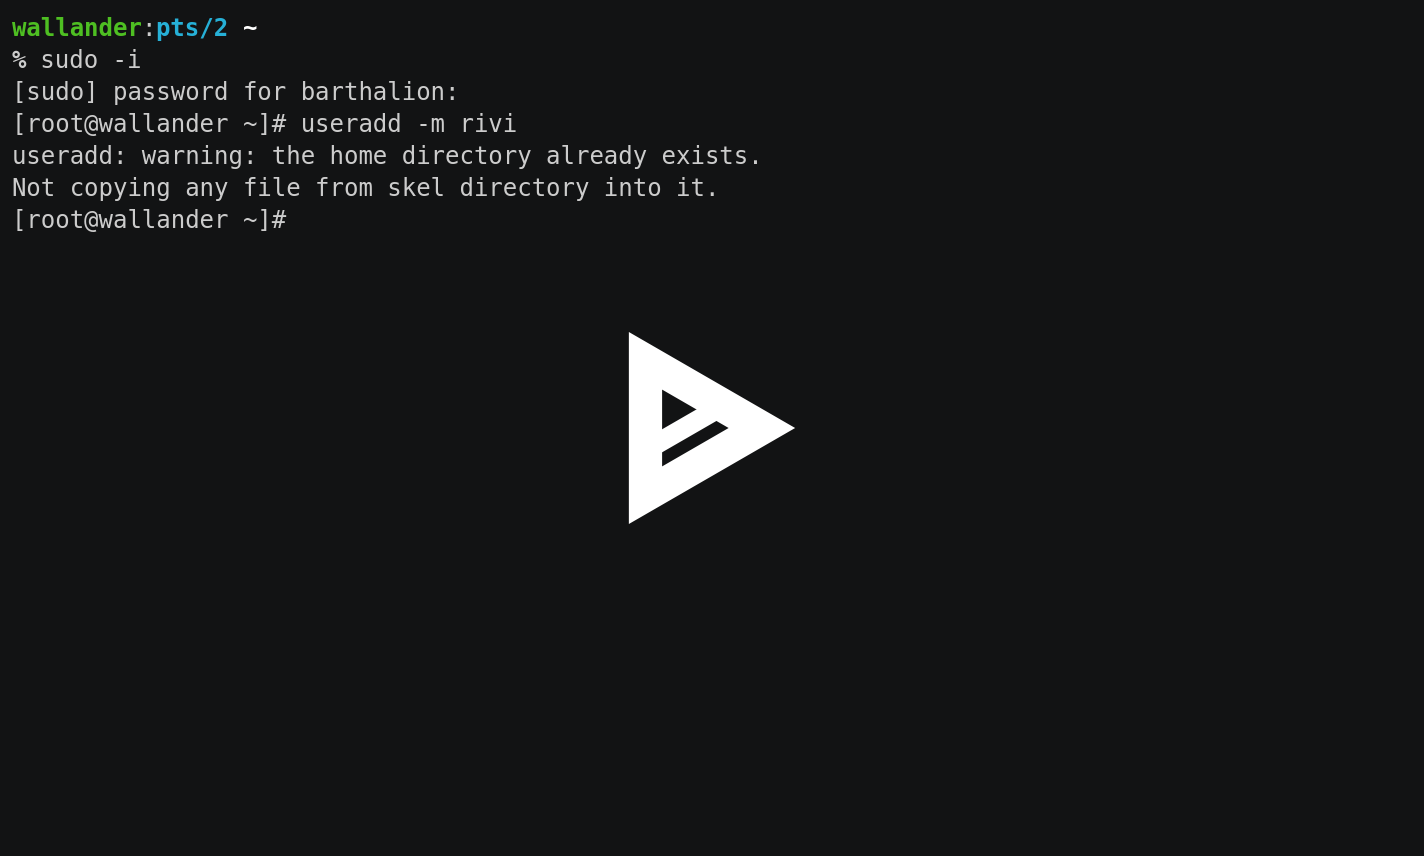 wallander:pts/2 ~
% sudo -i
[sudo] password for barthalion:
[root@wallander ~]# useradd -m rivi
useradd: warning: the home directory already exists.
Not copying any file from skel directory into it.
[root@wallander ~]#